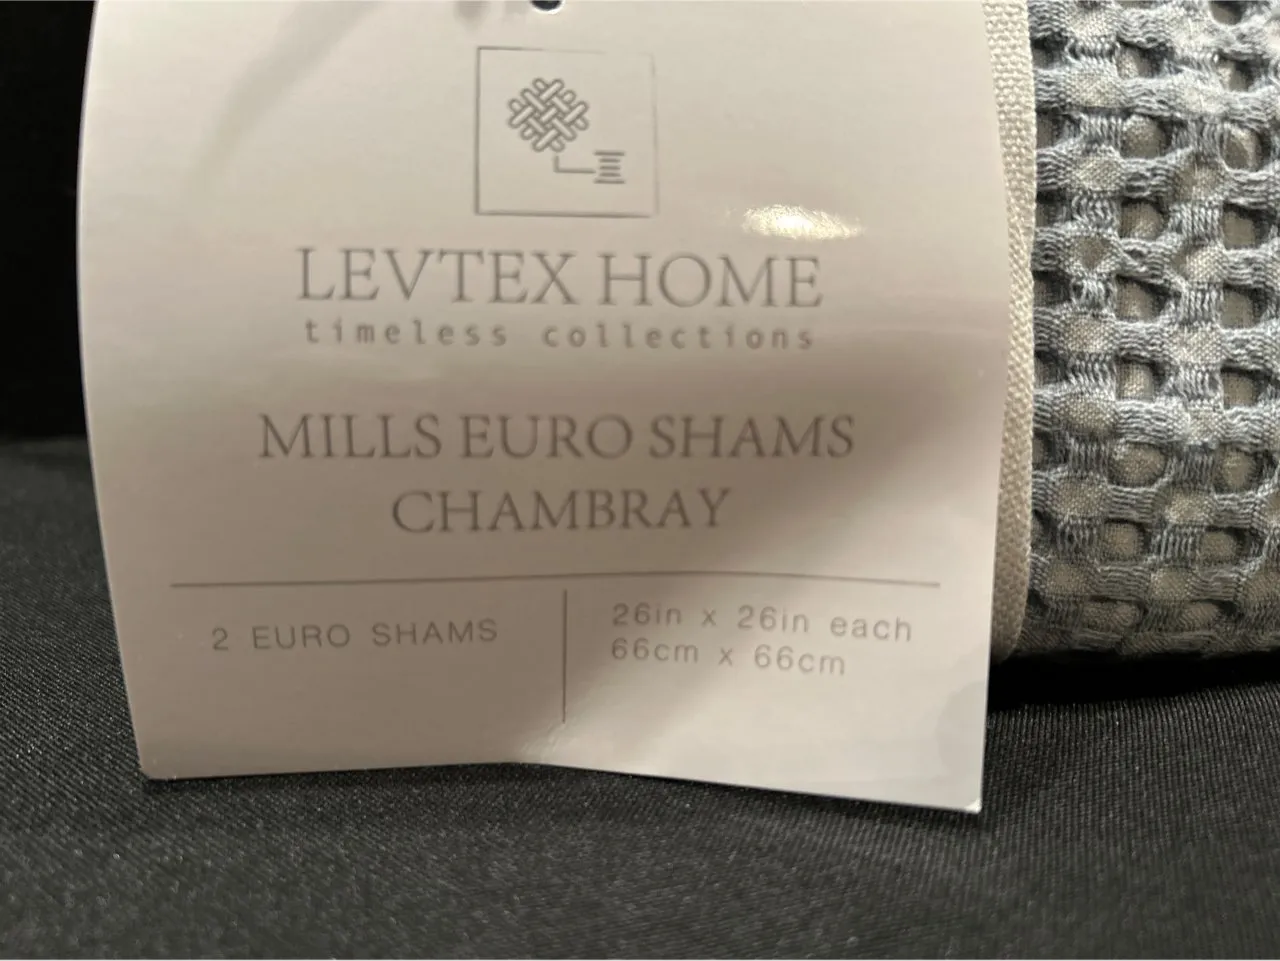 LEVTEX HOME
timeless collections
MILLS EURO SHAMS
CHAMBRAY
2 EURO SHAMS
26in x 26in each
66cm x 66cm